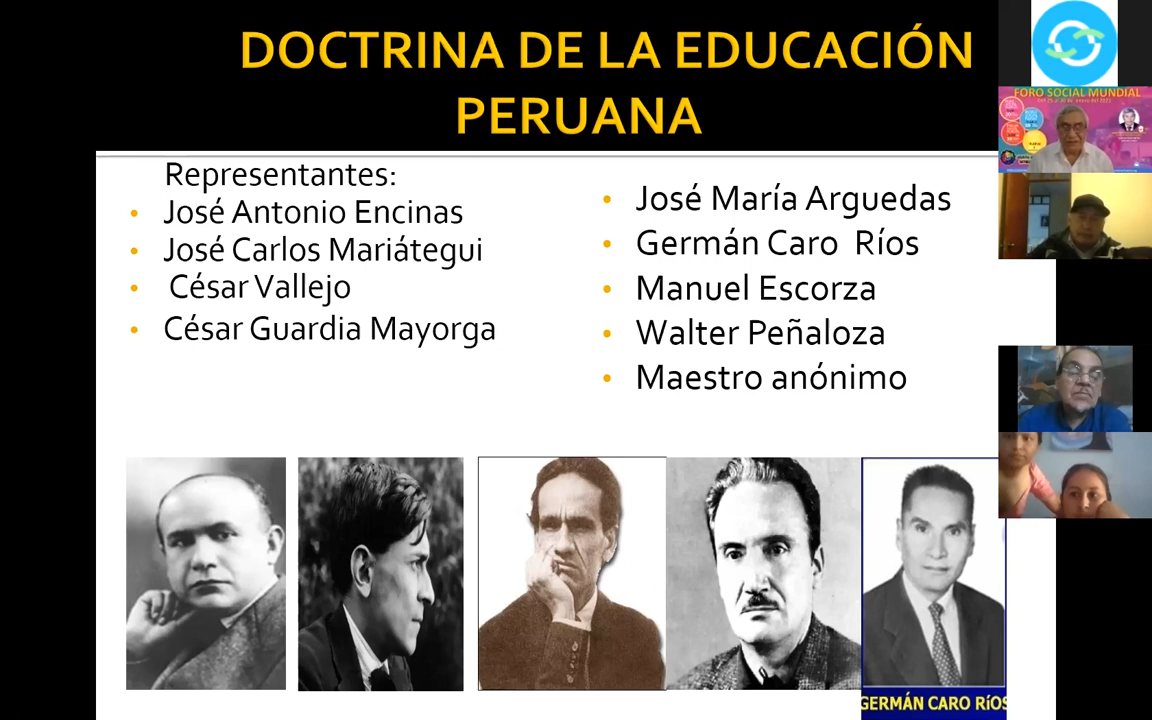 DOCTRINA DE LA EDUCACIÓN
PERUANA
Representantes:
• José Antonio Encinas
• José Carlos Mariátegui
• César Vallejo
• César Guardia Mayorga
• José María Arguedas
• Germán Caro Ríos
• Manuel Escorza
• Walter Peñaloza
• Maestro anónimo
GERMÁN CARO RíOS
FORO SOCIAL MUNDIAL